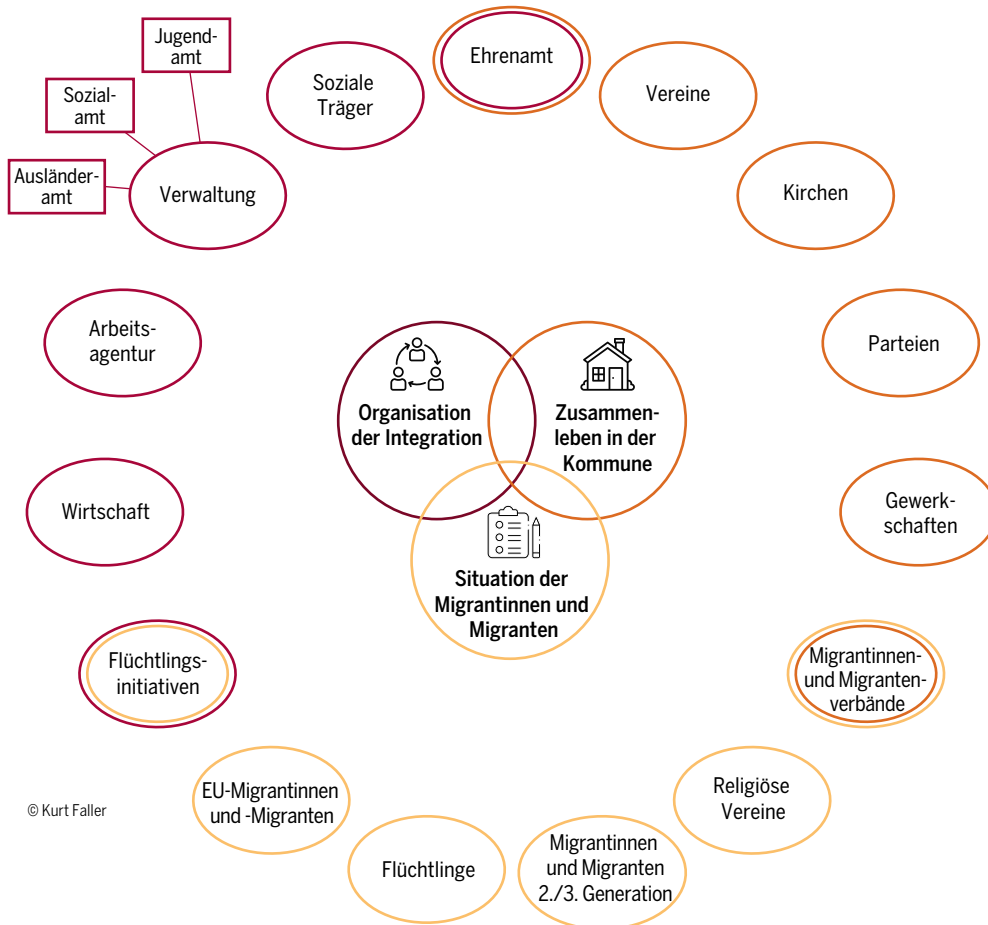 Jugend-
amt
Sozial-
amt
Ausländer-
amt
Verwaltung
Soziale
Träger
Ehrenamt
Vereine
Kirchen
Arbeits-
agentur
Parteien
Organisation
der Integration
Zusammen-
leben in der
Kommune
Situation der
Migrantinnen und
Migranten
Wirtschaft
Gewerk-
schaften
Flüchtlings-
initiativen
Migrantinnen-
und Migranten-
verbände
EU-Migrantinnen
und -Migranten
Flüchtlinge
Migrantinnen
und Migranten
2./3. Generation
Religiöse
Vereine
© Kurt Faller